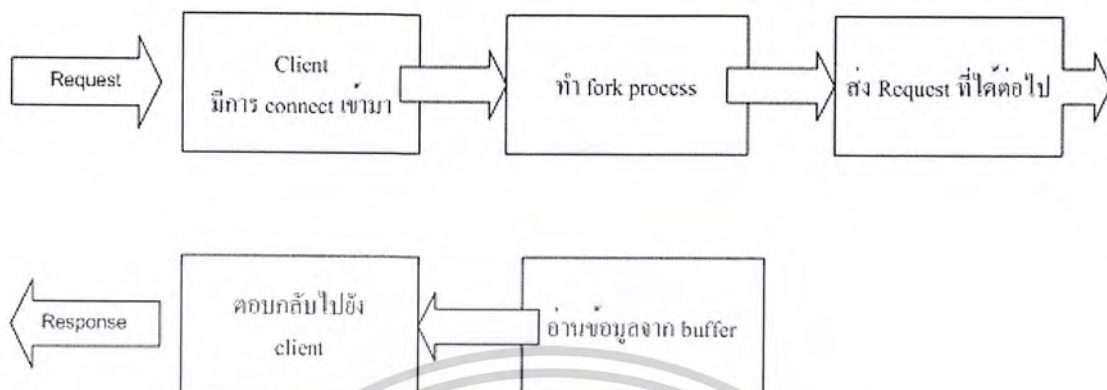 Request
Client
มีการ connect เข้ามา
ทำ fork process
ส่ง Request ที่ได้ต่อไป
Response
ตอบกลับไปยัง
client
อ่านข้อมูลจาก buffer